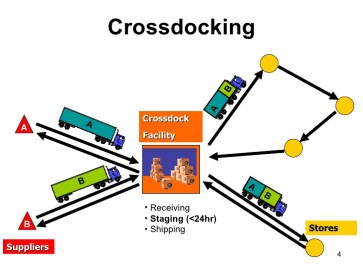 Crossdocking
Crossdock
Facility
A
A
B
B
A
B
A
B
• Receiving
• Staging (<24hr)
• Shipping
Suppliers
Stores
4